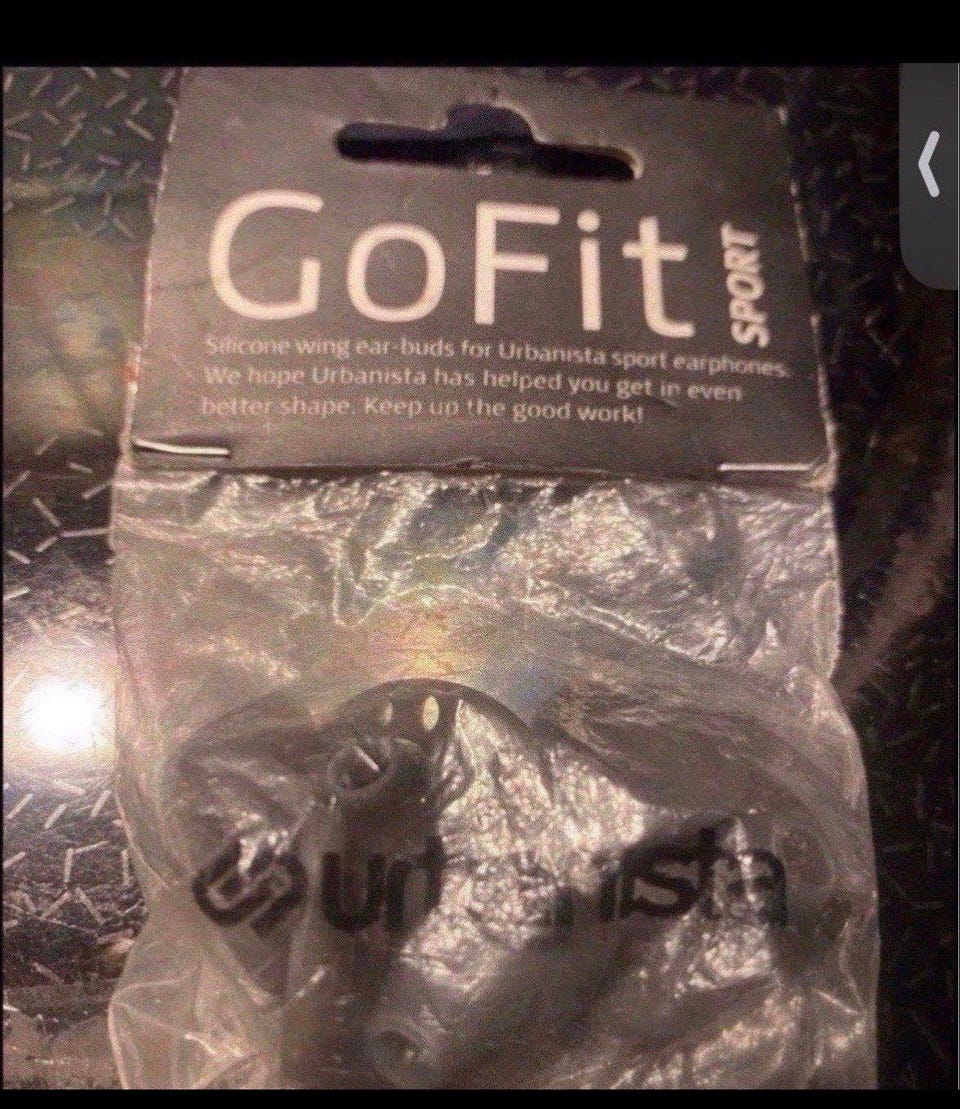 GoFit
SPORT
Silicone wing ear-buds for Urbanista sport earphones.
We hope Urbanista has helped you get in even
better shape. Keep up the good work!
urbanista